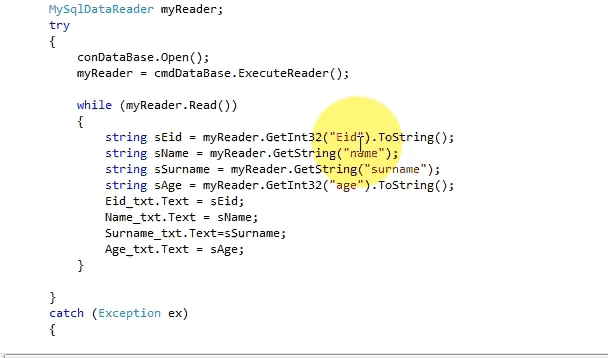 MySqlDataReader myReader;
try
{
conDataBase.Open();
myReader = cmdDataBase.ExecuteReader();
while (myReader.Read())
{
string sEid = myReader.GetInt32("Eid").ToString();
string sName = myReader.GetString("name");
string sSurname = myReader.GetString("surname");
string sAge = myReader.GetInt32("age").ToString();
Eid_txt.Text = sEid;
Name_txt.Text = sName;
Surname_txt.Text=sSurname;
Age_txt.Text = sAge;
}
}
catch (Exception ex)
{